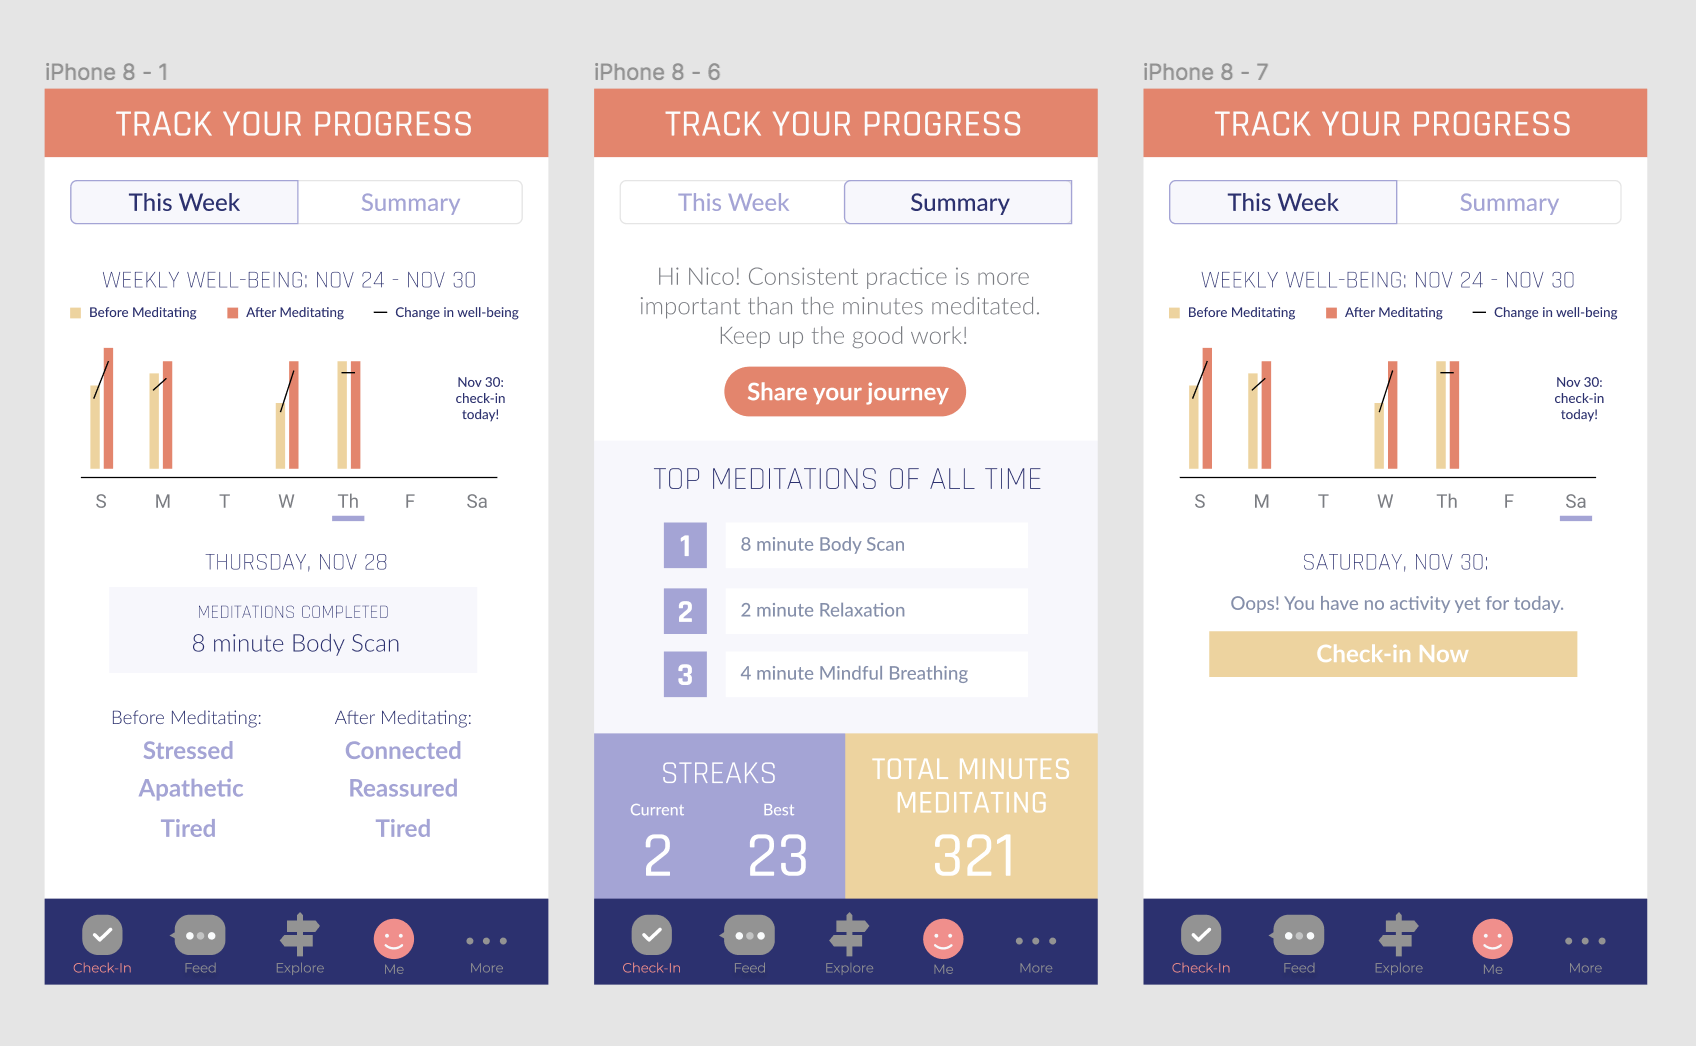 iPhone 8 - 1
TRACK YOUR PROGRESS
This Week
Summary
WEEKLY WELL-BEING: NOV 24 - NOV 30
Before Meditating
After Meditating
Change in well-being
Nov 30:
check-in
today!
S
M
T
W
Th
F
Sa
THURSDAY, NOV 28
MEDITATIONS COMPLETED
8 minute Body Scan
Before Meditating:
After Meditating:
Stressed
Connected
Apathetic
Reassured
Tired
Tired
Check-In
Feed
Explore
Me
More
iPhone 8 - 6
TRACK YOUR PROGRESS
This Week
Summary
Hi Nico! Consistent practice is more
important than the minutes meditated.
Keep up the good work!
Share your journey
TOP MEDITATIONS OF ALL TIME
1
8 minute Body Scan
2
2 minute Relaxation
3
4 minute Mindful Breathing
STREAKS
Current
Best
2
23
TOTAL MINUTES
MEDITATING
321
Check-In
Feed
Explore
Me
More
iPhone 8 - 7
TRACK YOUR PROGRESS
This Week
Summary
WEEKLY WELL-BEING: NOV 24 - NOV 30
Before Meditating
After Meditating
Change in well-being
Nov 30:
check-in
today!
S
M
T
W
Th
F
Sa
SATURDAY, NOV 30:
Oops! You have no activity yet for today.
Check-in Now
Check-In
Feed
Explore
Me
More